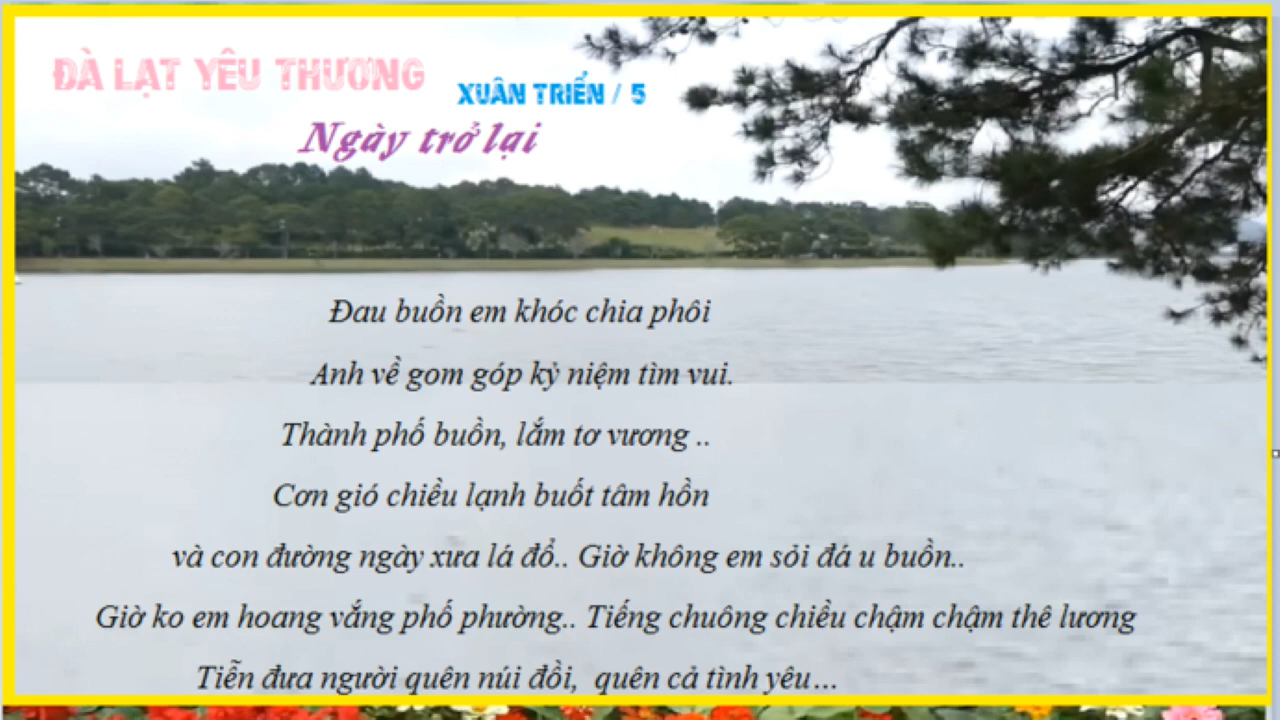 ĐÀ LẠT YÊU THƯƠNG
XUÂN TRIỂN / 5
Ngày trở lại
Đau buồn em khóc chia phôi
Anh về gom góp kỷ niệm tìm vui.
Thành phố buồn, lắm tơ vương ..
Cơn gió chiều lạnh buốt tâm hồn
và con đường ngày xưa lá đổ.. Giờ không em sỏi đá u buồn..
Giờ ko em hoang vắng phố phường.. Tiếng chuông chiều chậm chậm thê lương
Tiễn đưa người quên núi đồi, quên cả tình yêu...